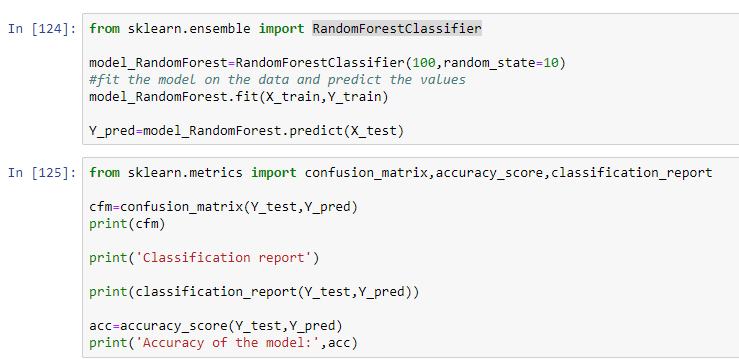 In [124]: from sklearn.ensemble import RandomForestClassifier
model_RandomForest=RandomForestClassifier(100,random_state=10)
#fit the model on the data and predict the values
model_RandomForest.fit(X_train,Y_train)
Y_pred=model_RandomForest.predict(X_test)
In [125]: from sklearn.metrics import confusion_matrix,accuracy_score,classification_report
cfm=confusion_matrix(Y_test,Y_pred)
print(cfm)
print('Classification report')
print(classification_report(Y_test,Y_pred))
acc=accuracy_score(Y_test,Y_pred)
print('Accuracy of the model:',acc)